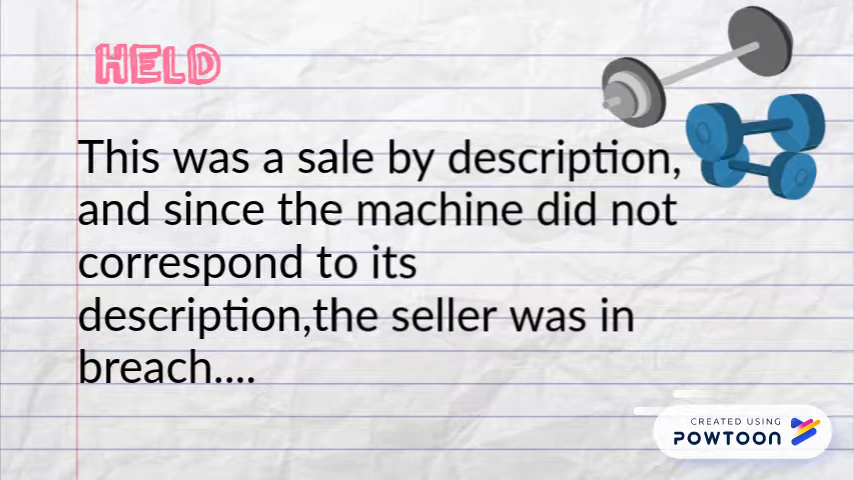 HELD
This was a sale by description,
and since the machine did not
correspond to its
description,the seller was in
breach....
CREATED USING
POWTOON